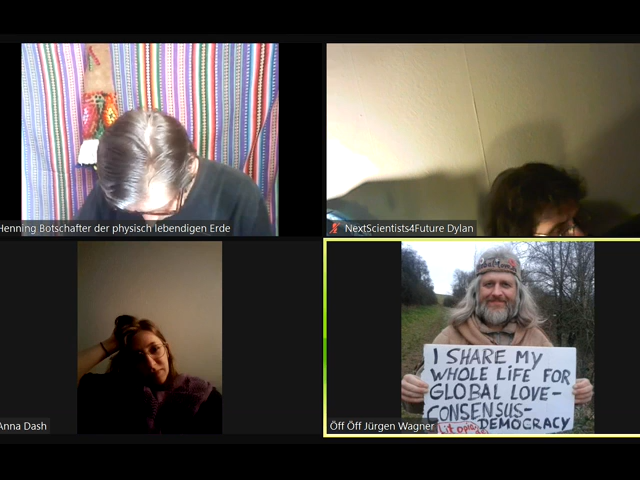 Henning Botschafter der physisch lebendigen Erde
NextScientists4Future Dylan
Anna Dash
I SHARE MY
WHOLE LIFE FOR
GLOBAL LOVE-
CONSENSUS-
DEMOCRACY
Öff Öff Jürgen Wagner